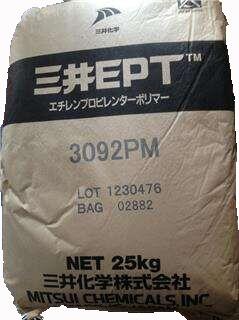 三井化学
三井EPT™
エチレンプロピレンターポリマー
3092PM
LOT 1230476
BAG 02882
NET 25kg
三井化学株式会社
MITSUI CHEMICALS, INC.